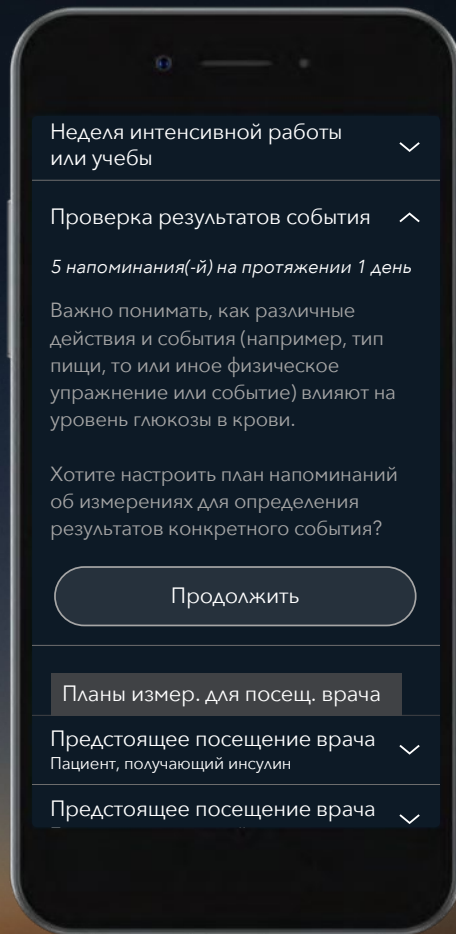 Неделя интенсивной работы
или учебы
Проверка результатов события
5 напоминания(-й) на протяжении 1 день
Важно понимать, как различные
действия и события (например, тип
пищи, то или иное физическое
упражнение или событие) влияют на
уровень глюкозы в крови.
Хотите настроить план напоминаний
об измерениях для определения
результатов конкретного события?
Продолжить
Планы измер. для посещ. врача
Предстоящее посещение врача
Пациент, получающий инсулин
Предстоящее посещение врача